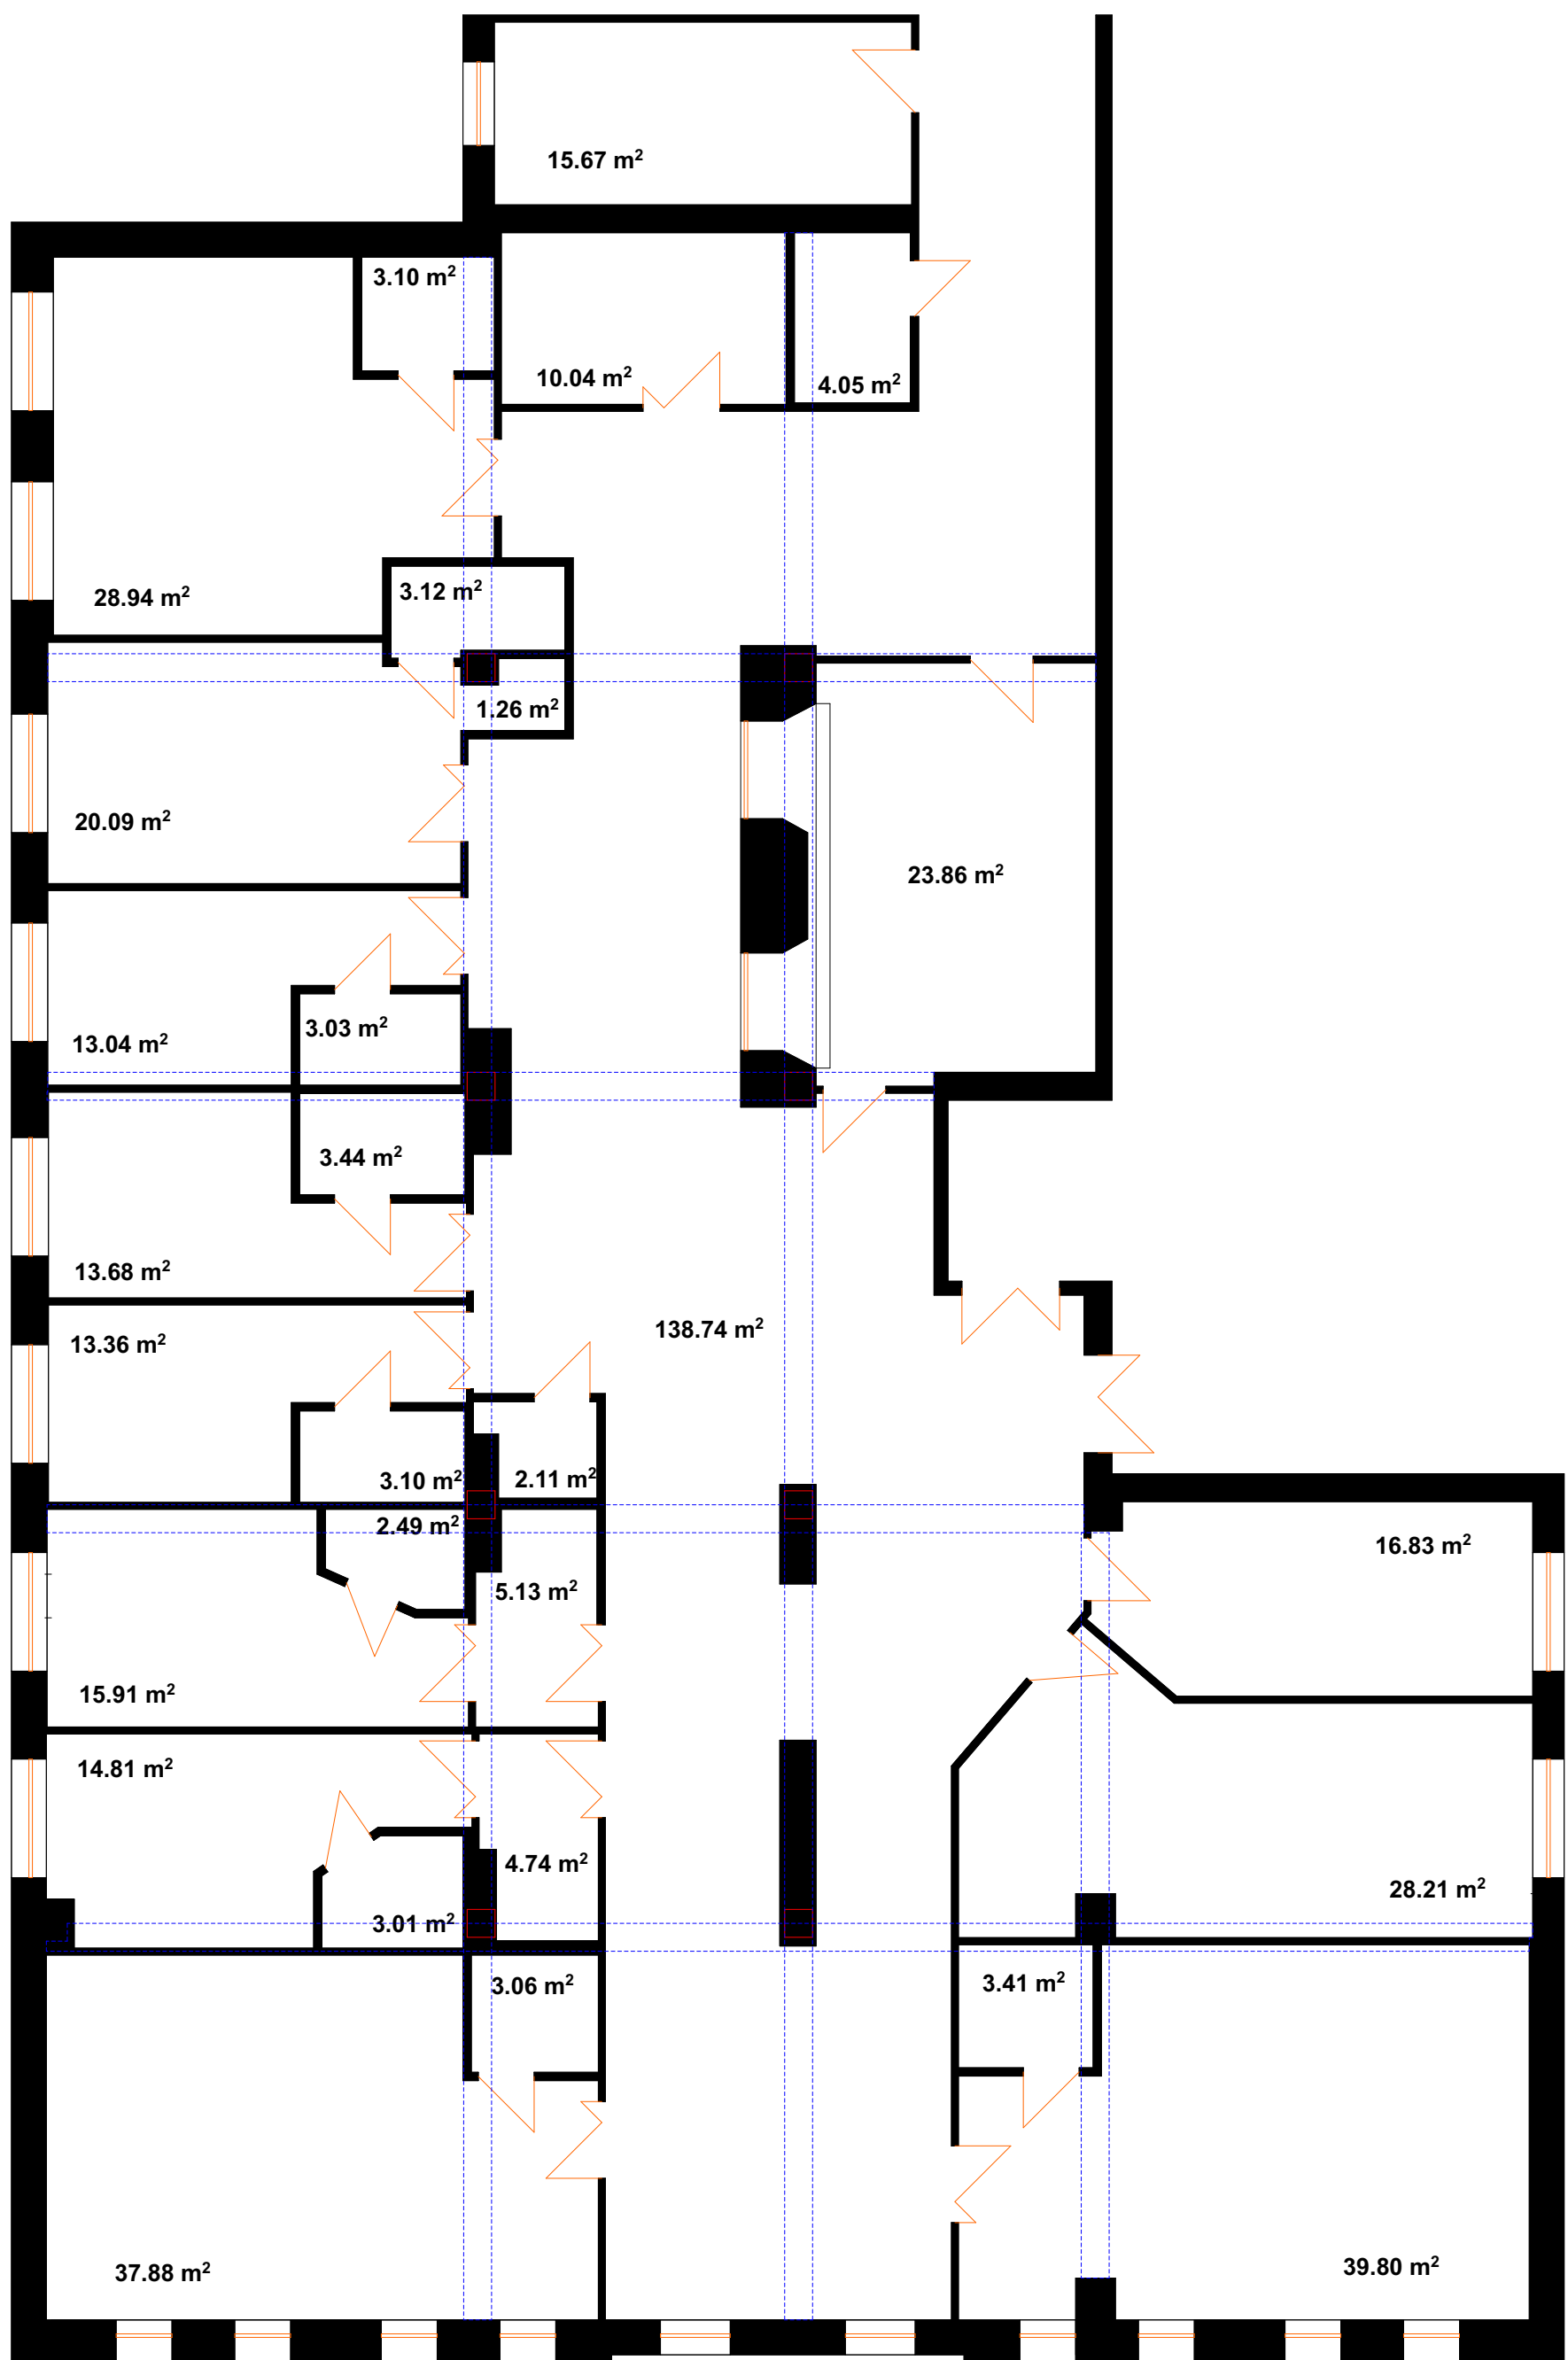 15.67 m²
3.10 m²
10.04 m²
4.05 m²
3.12 m²
28.94 m²
1.26 m²
20.09 m²
23.86 m²
3.03 m²
13.04 m²
3.44 m²
13.68 m²
138.74 m²
13.36 m²
3.10 m²
2.11 m²
2.49 m²
16.83 m²
5.13 m²
15.91 m²
14.81 m²
4.74 m²
28.21 m²
3.01 m²
3.06 m²
3.41 m²
37.88 m²
39.80 m²